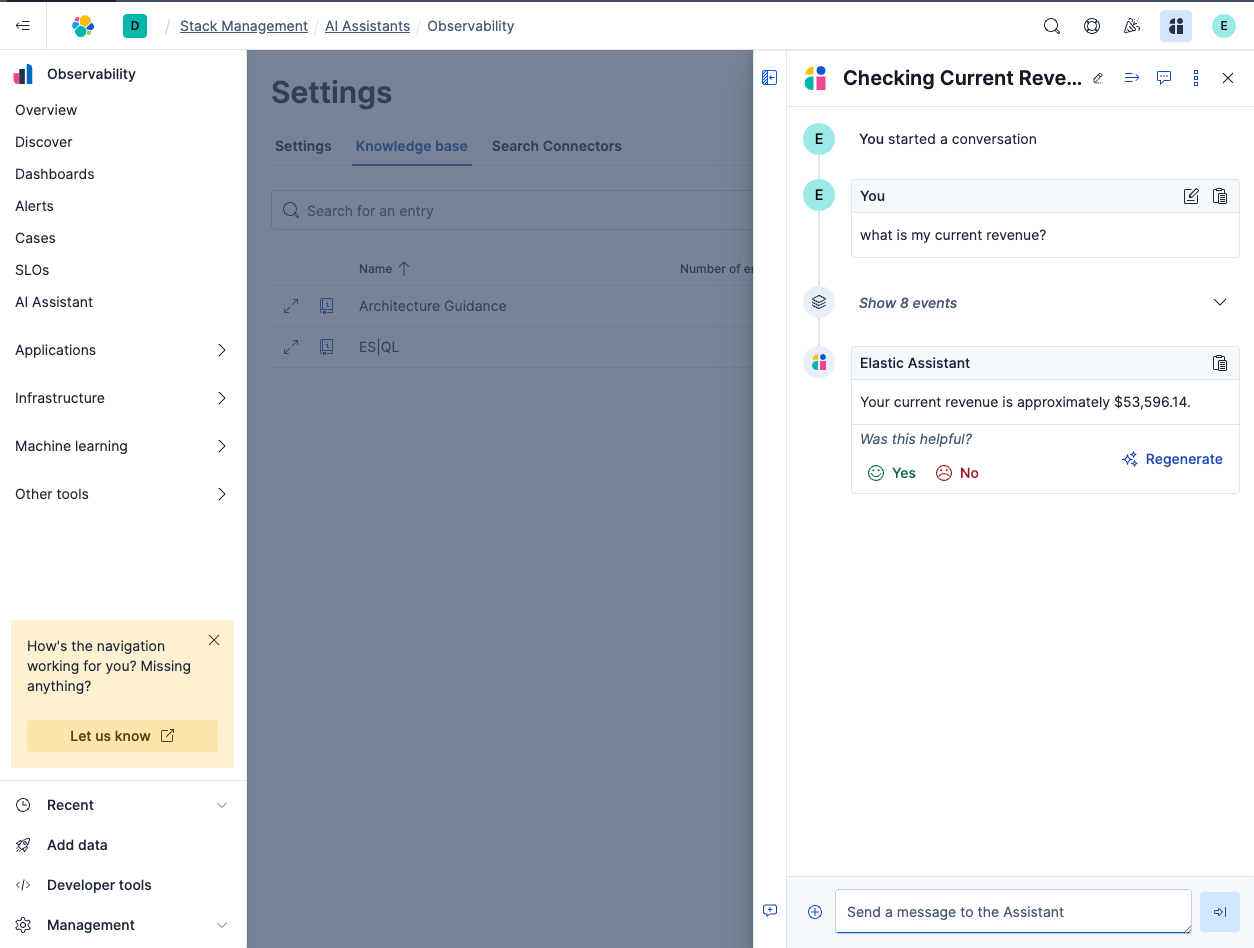 D / Stack Management / AI Assistants / Observability E
Observability
Overview
Discover
Dashboards
Alerts
Cases
SLOs
AI Assistant
Applications
Infrastructure
Machine learning
Other tools
How's the navigation
working for you? Missing
anything?
Let us know
Recent
Add data
Developer tools
Management
Settings
Settings Knowledge base Search Connectors
Search for an entry
Name Number of
Architecture Guidance
ES|QL
Checking Current Reve...
E You started a conversation
E You
what is my current revenue?
Show 8 events
Elastic Assistant
Your current revenue is approximately $53,596.14.
Was this helpful?
Yes No Regenerate
Send a message to the Assistant